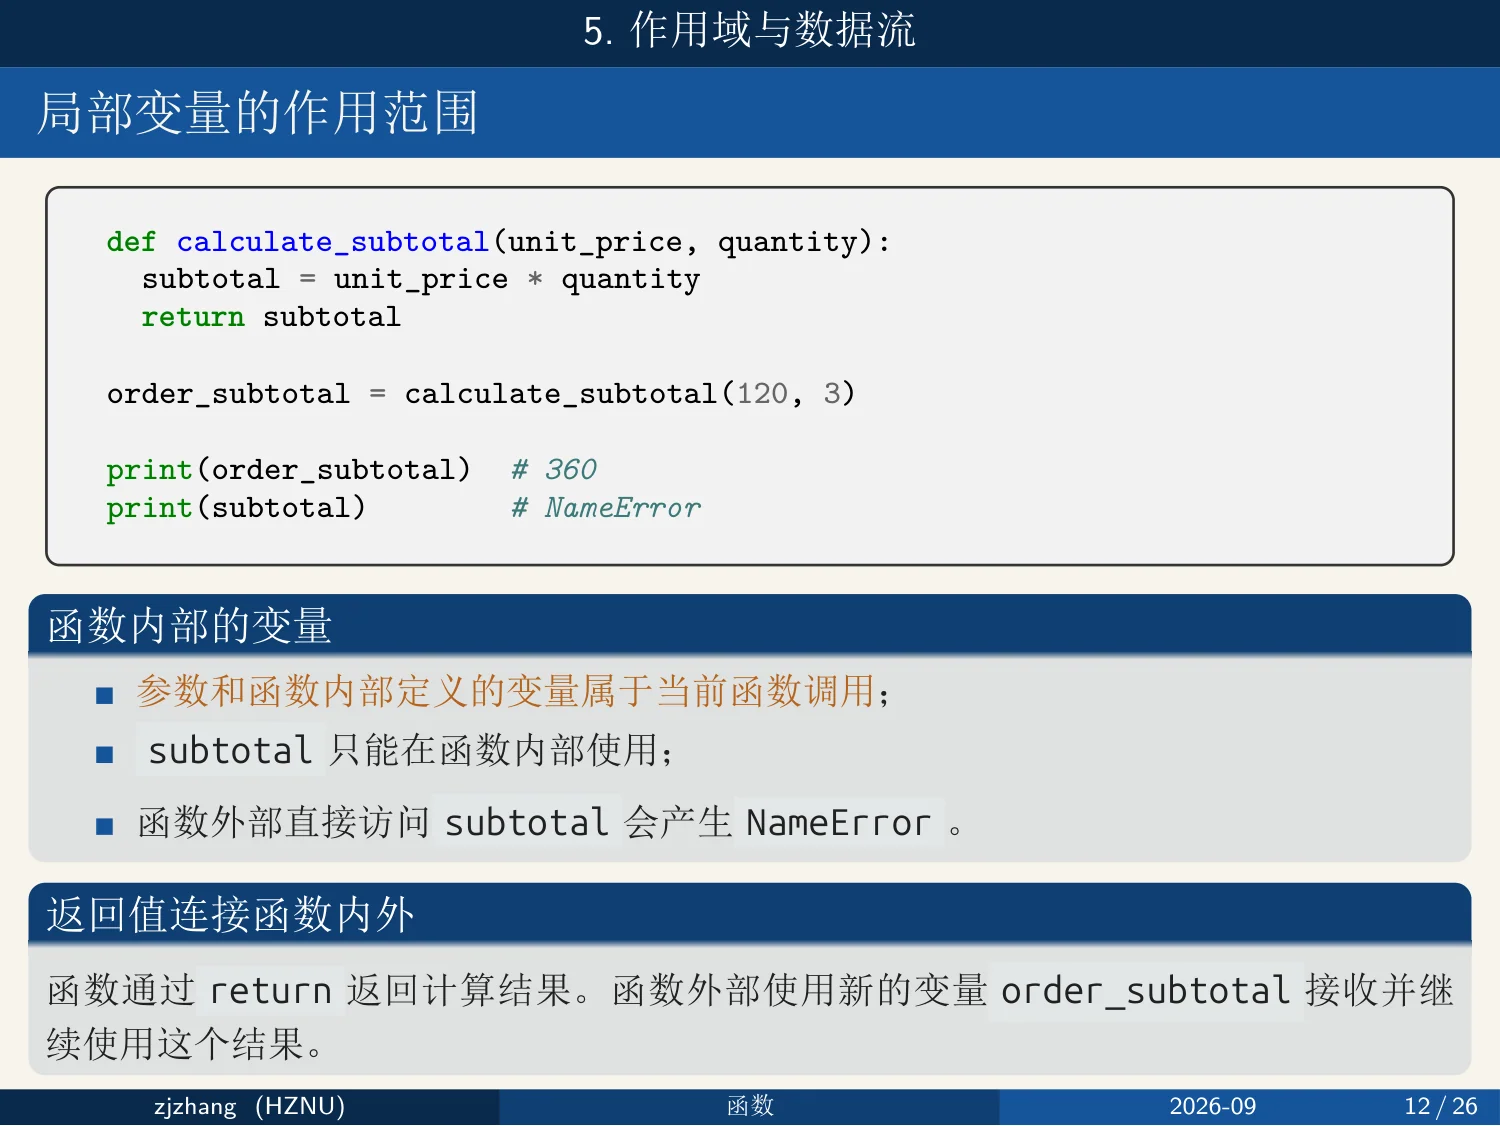 5. 作用域与数据流
局部变量的作用范围
def calculate_subtotal(unit_price, quantity):
  subtotal = unit_price * quantity
  return subtotal
order_subtotal = calculate_subtotal(120, 3)
print(order_subtotal)  # 360
print(subtotal)        # NameError
函数内部的变量
■ 参数和函数内部定义的变量属于当前函数调用；
■ subtotal 只能在函数内部使用；
■ 函数外部直接访问 subtotal 会产生 NameError 。
返回值连接函数内外
函数通过 return 返回计算结果。函数外部使用新的变量 order_subtotal 接收并继
续使用这个结果。
zjzhang (HZNU) 函数 2026-09 12 / 26